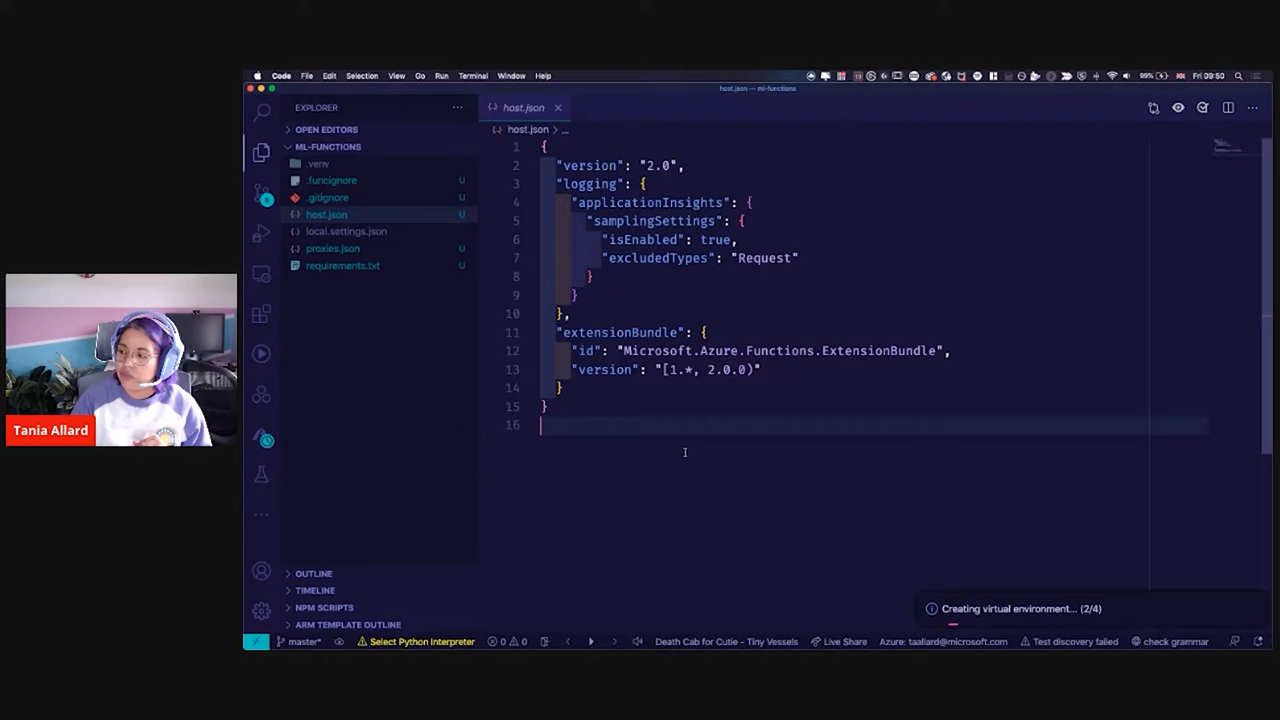 Code File Edit Selection View Go Run Terminal Window Help
99% Fri 09:50
host.json — ml-functions
EXPLORER
host.json
OPEN EDITORS
host.json > ...
ML-FUNCTIONS
.venv
.funcignore U
.gitignore U
host.json U
local.settings.json
proxies.json U
requirements.txt U
1 {
2 "version": "2.0",
3 "logging": {
4 "applicationInsights": {
5 "samplingSettings": {
6 "isEnabled": true,
7 "excludedTypes": "Request"
8 }
9 }
10 },
11 "extensionBundle": {
12 "id": "Microsoft.Azure.Functions.ExtensionBundle",
13 "version": "[1.*, 2.0.0)"
14 }
15 }
16
Tania Allard
OUTLINE
TIMELINE
NPM SCRIPTS
ARM TEMPLATE OUTLINE
Creating virtual environment... (2/4)
master* Select Python Interpreter 0 0 Death Cab for Cutie - Tiny Vessels Live Share Azure: taallard@microsoft.com Test discovery failed check grammar